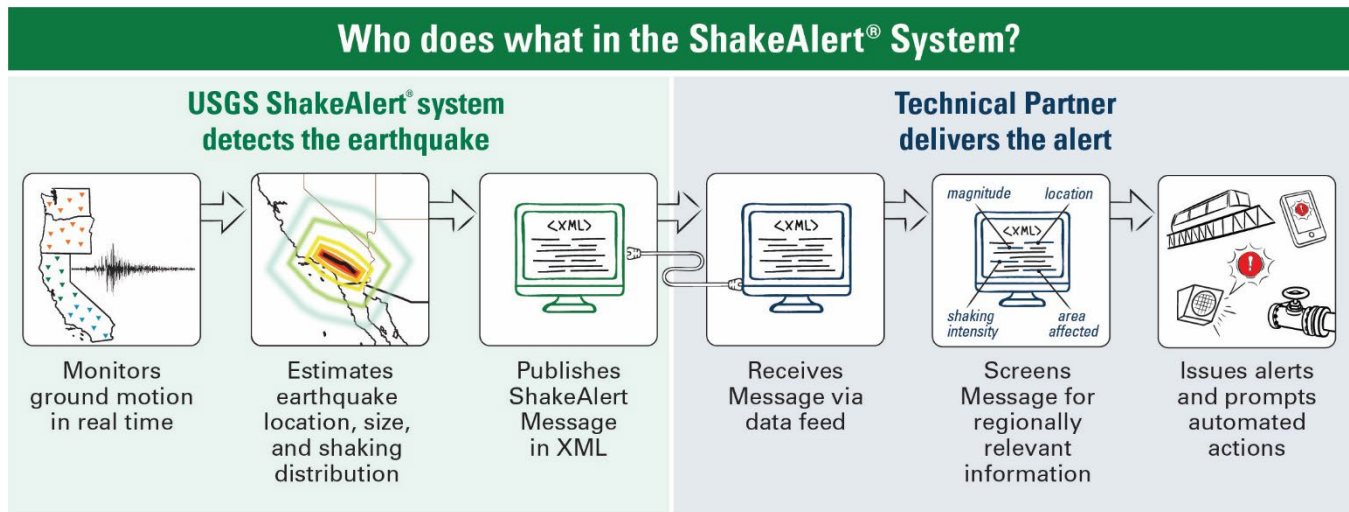 Who does what in the ShakeAlert® System?
USGS ShakeAlert® system
detects the earthquake
Monitors
ground motion
in real time
Estimates
earthquake
location, size,
and shaking
distribution
<XML>
Publishes
ShakeAlert
Message
in XML
Technical Partner
delivers the alert
<XML>
Receives
Message via
data feed
magnitude
location
<XML>
shaking
intensity
area
affected
Screens
Message for
regionally
relevant
information
!
!
Issues alerts
and prompts
automated
actions